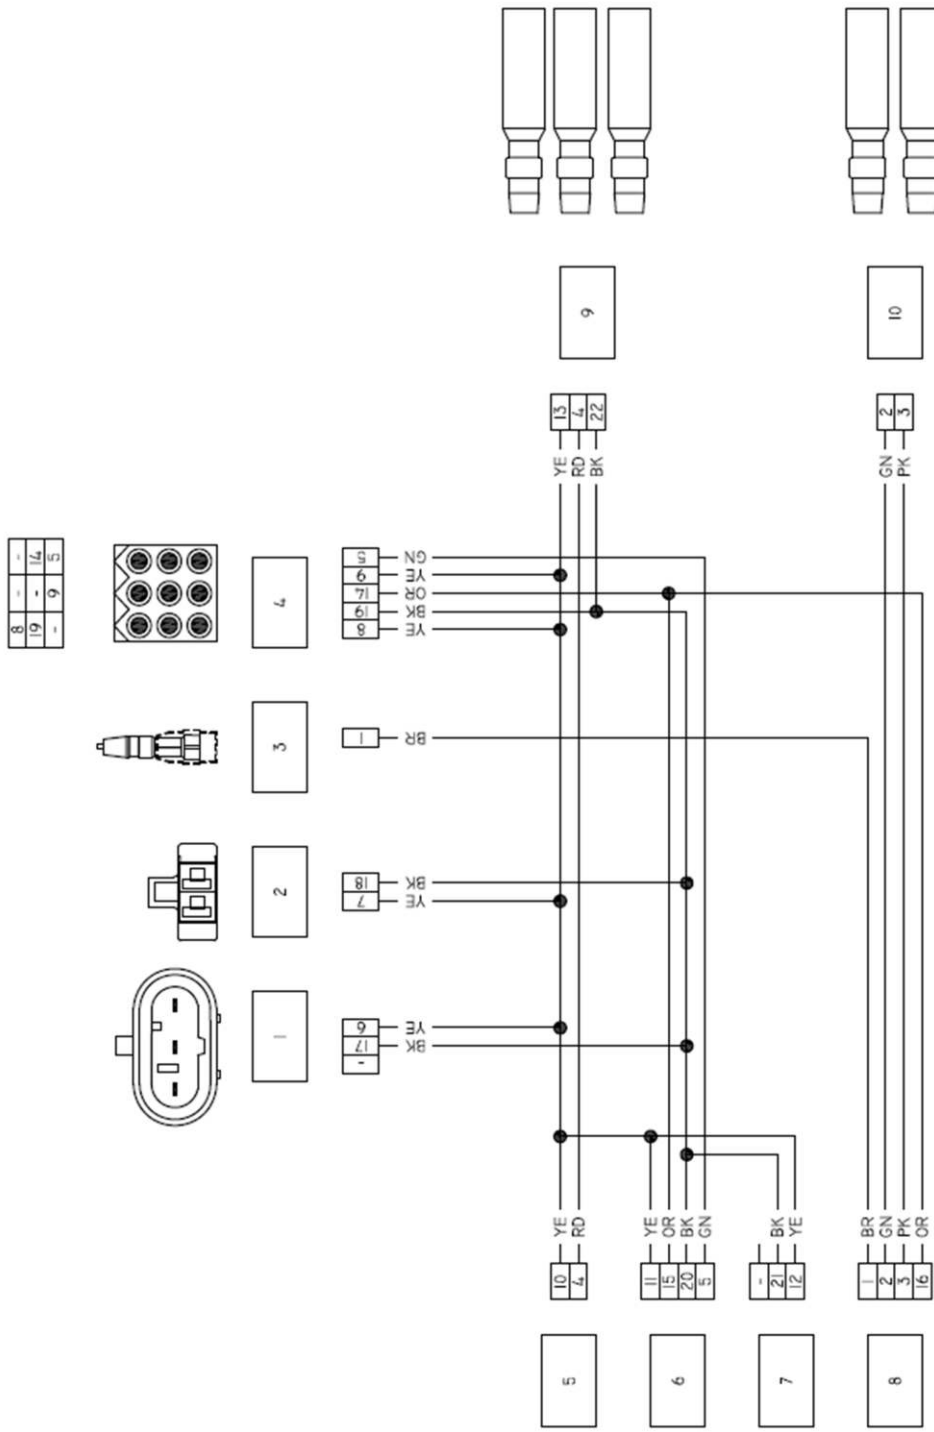 8 - -
19 - 14
- 9 5
1
2
3
4
- 
17 BK
6 YE
7 YE
18 BK
1 BR
8 YE
19 BK
14 OR
9 YE
5 GN
5
10 YE
4 RD
6
11 YE
15 OR
20 BK
5 GN
7
-
21 BK
12 YE
8
1 BR
2 GN
3 PK
16 OR
9
YE 13
RD 4
BK 22
10
GN 2
PK 3